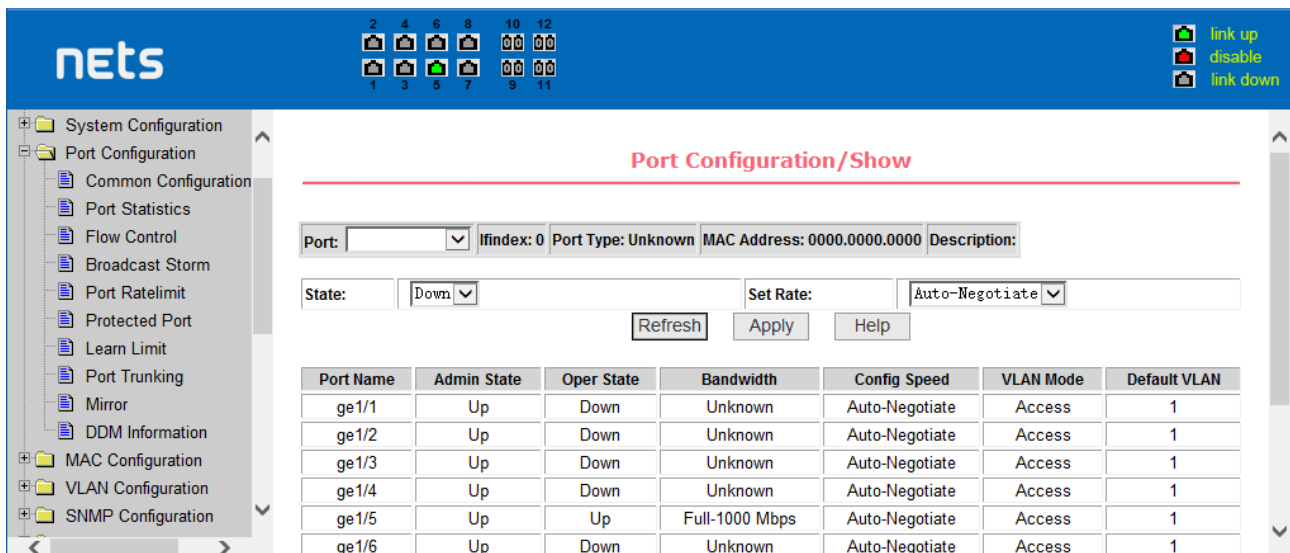 nets
2 4 6 8 10 12
1 3 5 7 9 11
link up
disable
link down
System Configuration
Port Configuration
Common Configuration
Port Statistics
Flow Control
Broadcast Storm
Port Ratelimit
Protected Port
Learn Limit
Port Trunking
Mirror
DDM Information
MAC Configuration
VLAN Configuration
SNMP Configuration
Port Configuration/Show
Port: Ifindex: 0 Port Type: Unknown MAC Address: 0000.0000.0000 Description:
State: Down Set Rate: Auto-Negotiate
Refresh Apply Help
Port Name Admin State Oper State Bandwidth Config Speed VLAN Mode Default VLAN
ge1/1 Up Down Unknown Auto-Negotiate Access 1
ge1/2 Up Down Unknown Auto-Negotiate Access 1
ge1/3 Up Down Unknown Auto-Negotiate Access 1
ge1/4 Up Down Unknown Auto-Negotiate Access 1
ge1/5 Up Up Full-1000 Mbps Auto-Negotiate Access 1
ge1/6 Up Down Unknown Auto-Negotiate Access 1